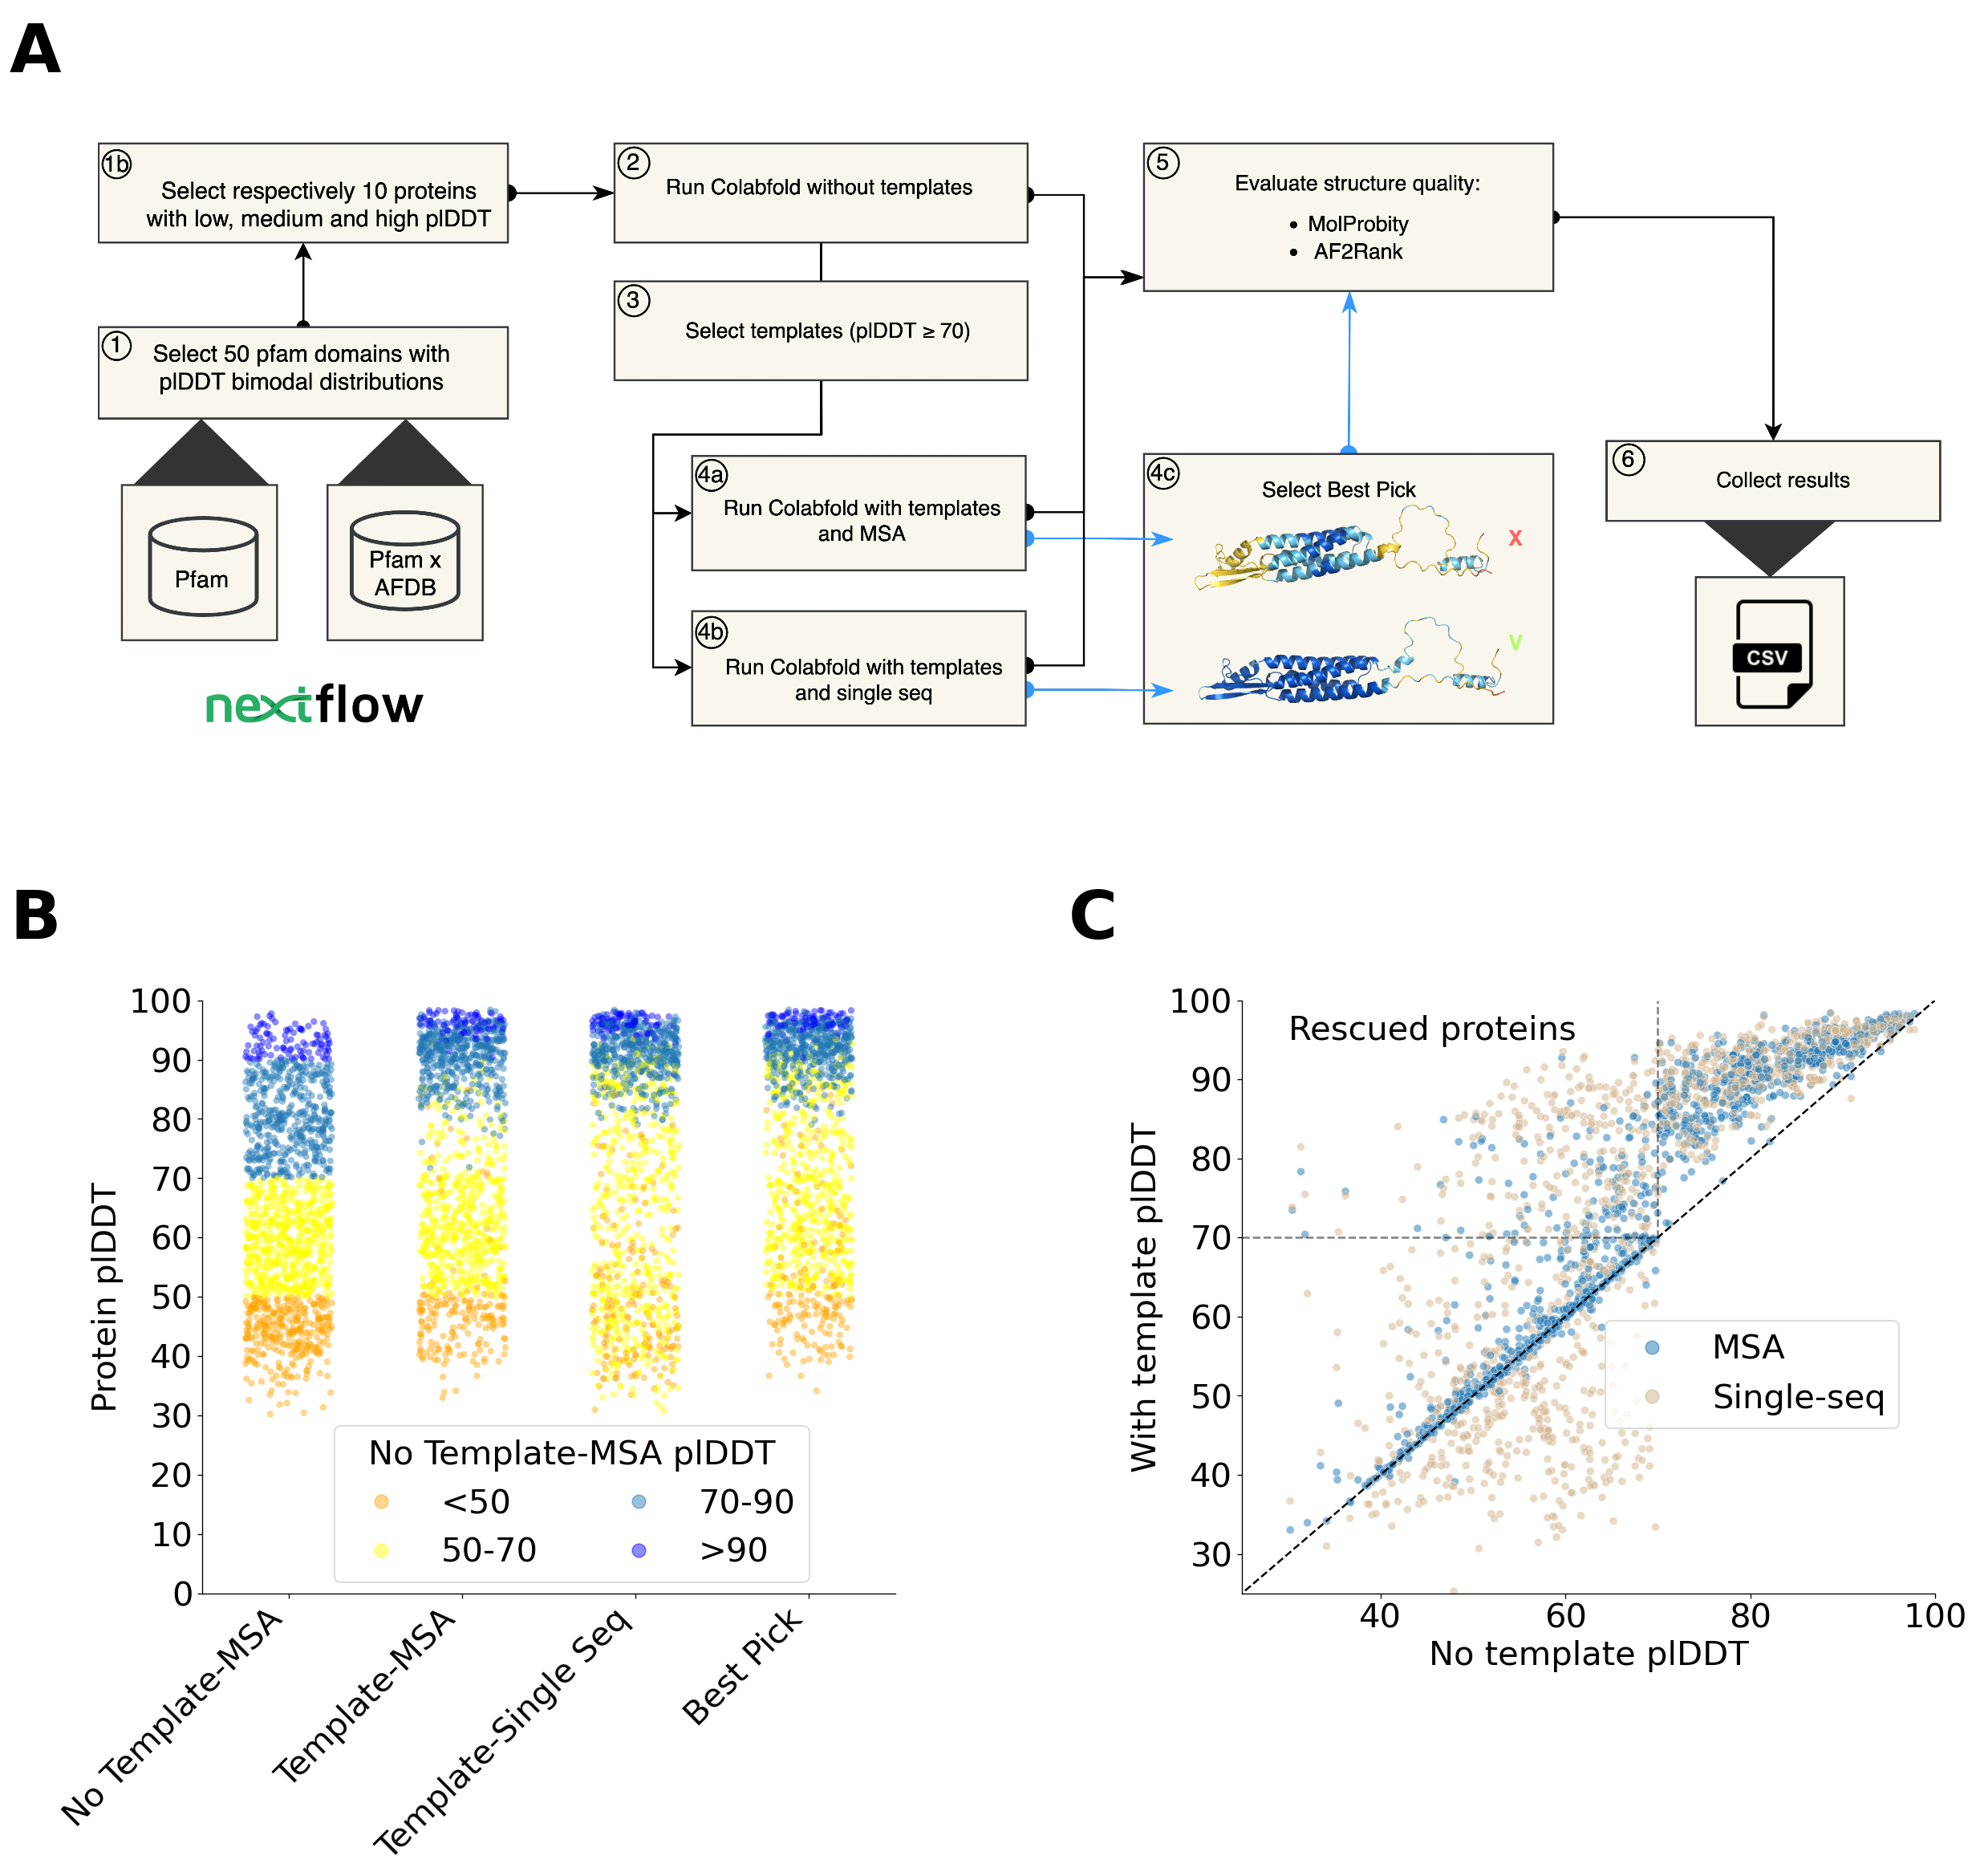 A
1b
Select respectively 10 proteins
with low, medium and high plDDT
1
Select 50 pfam domains with
plDDT bimodal distributions
Pfam
Pfam x
AFDB
nextflow
2
Run Colabfold without templates
3
Select templates (plDDT ≥ 70)
4a
Run Colabfold with templates
and MSA
4b
Run Colabfold with templates
and single seq
5
Evaluate structure quality:
• MolProbity
• AF2Rank
4c
Select Best Pick
X
V
6
Collect results
CSV
B
Protein plDDT
100
90
80
70
60
50
40
30
20
10
0
No Template-MSA plDDT
<50
50-70
70-90
>90
No Template-MSA
Template-MSA
Template-Single Seq
Best Pick
C
With template plDDT
100
90
80
70
60
50
40
30
Rescued proteins
MSA
Single-seq
40
60
80
100
No template plDDT